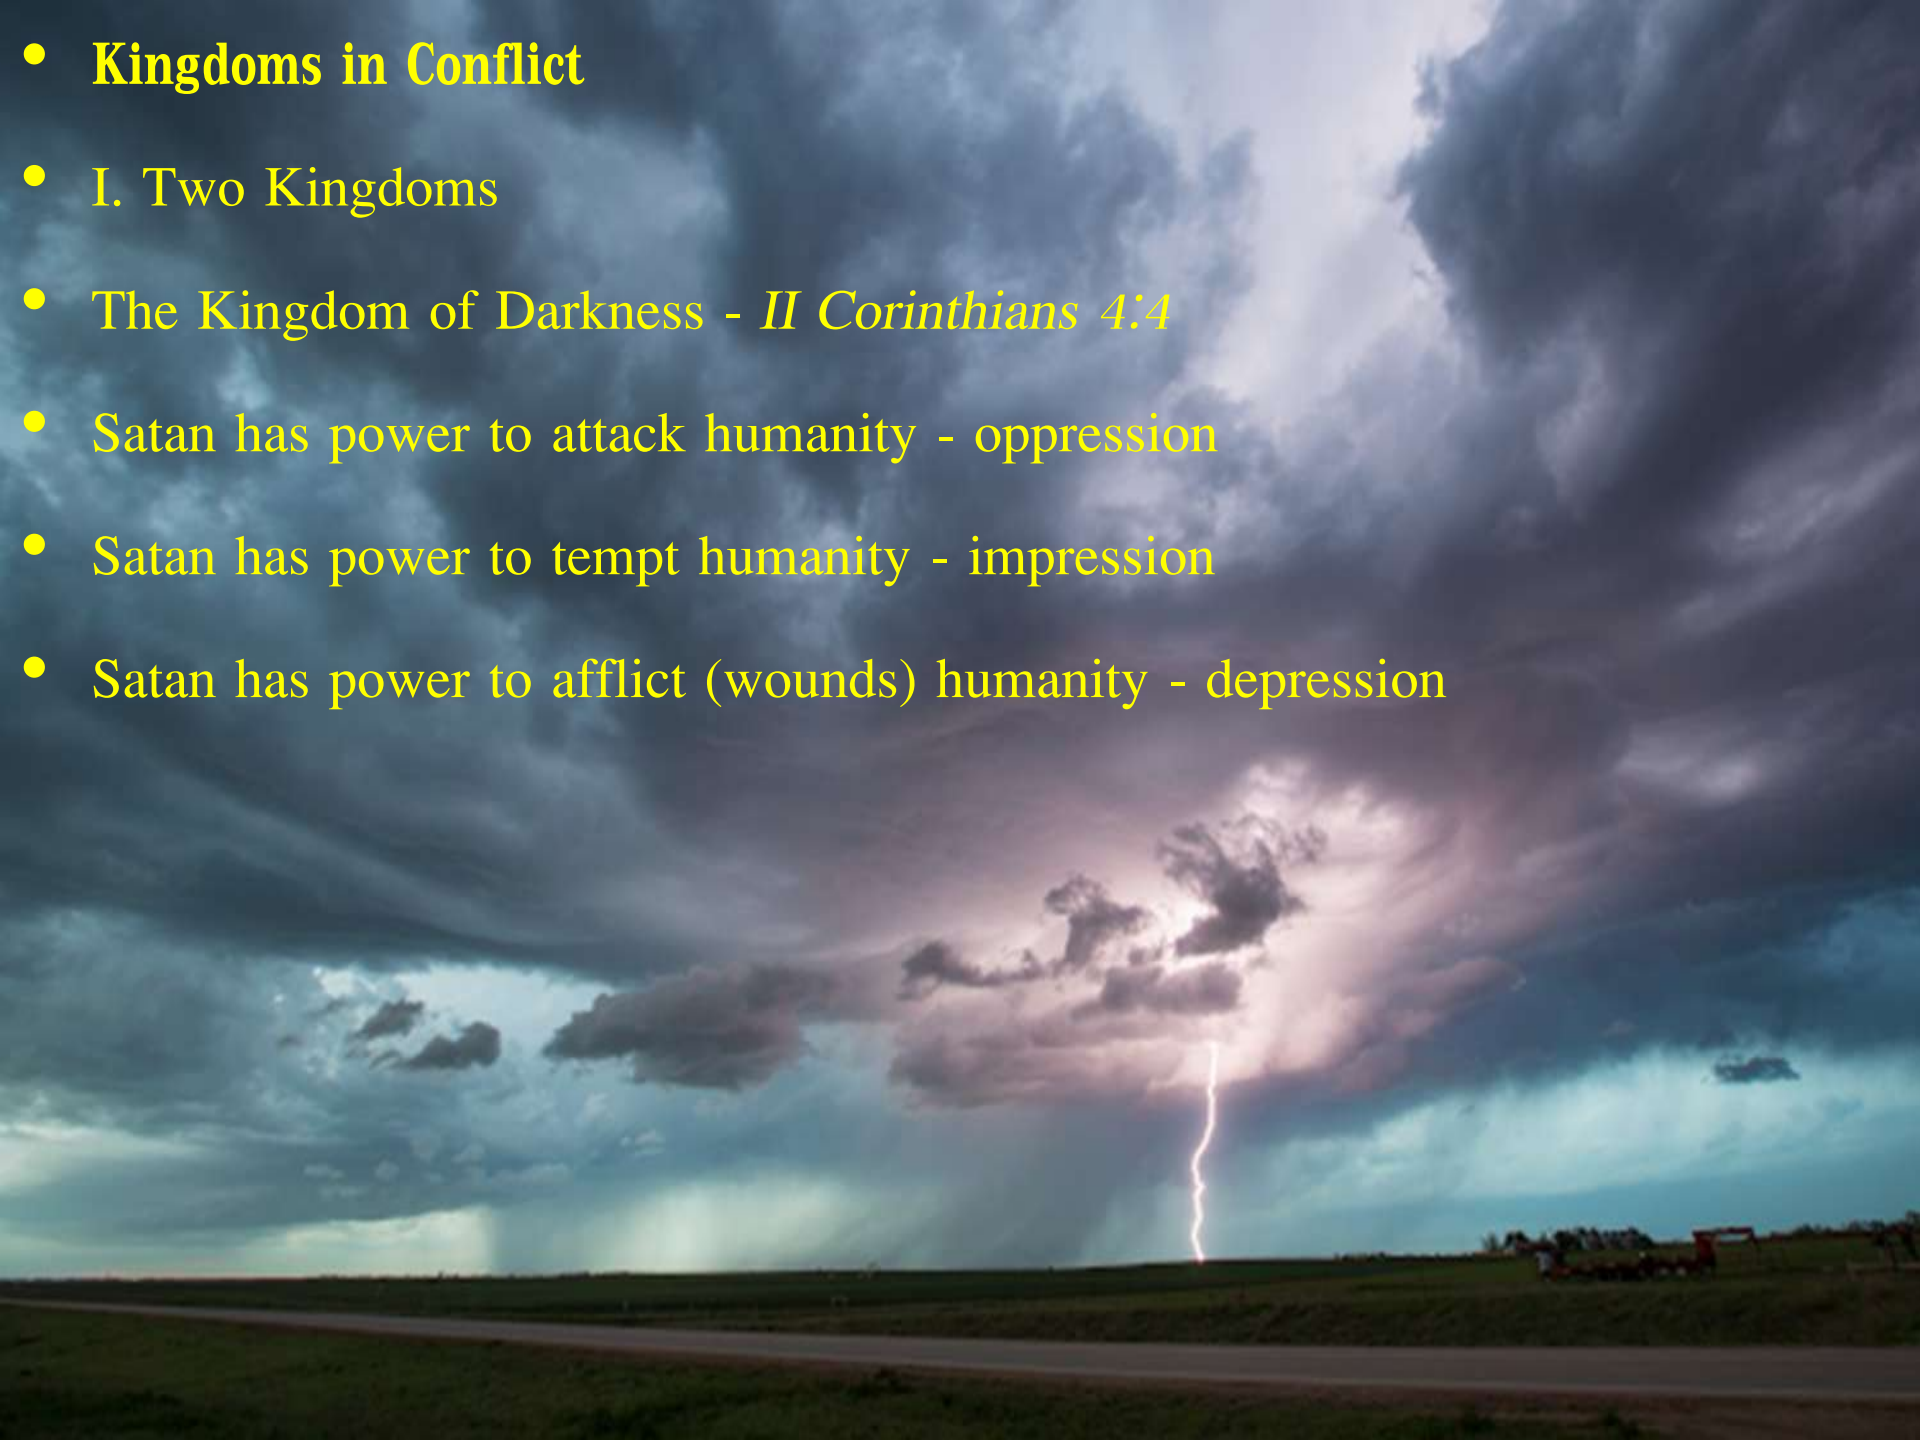 • Kingdoms in Conflict
• I. Two Kingdoms
• The Kingdom of Darkness - II Corinthians 4:4
• Satan has power to attack humanity - oppression
• Satan has power to tempt humanity - impression
• Satan has power to afflict (wounds) humanity - depression